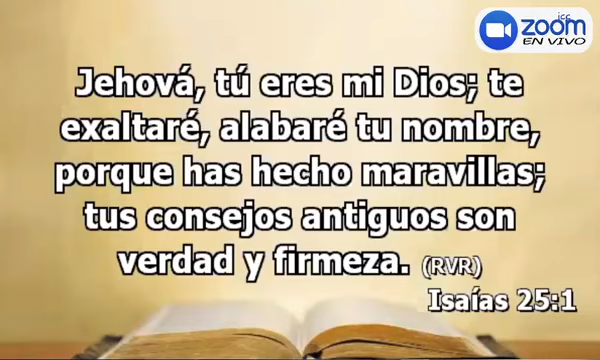 icc
zoom
EN VIVO
Jehová, tú eres mi Dios; te
exaltaré, alabaré tu nombre,
porque has hecho maravillas;
tus consejos antiguos son
verdad y firmeza. (RVR)
Isaías 25:1